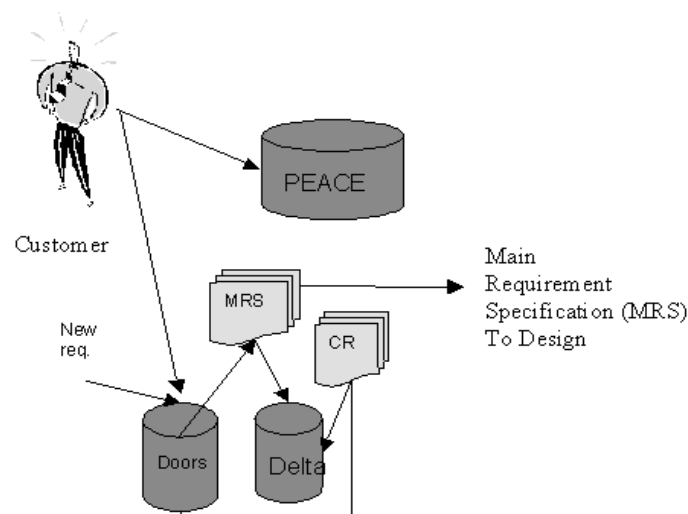 PEACE
Customer
Main
Requirement
Specification (MRS)
To Design
MRS
New
req.
CR
Doors
Delta